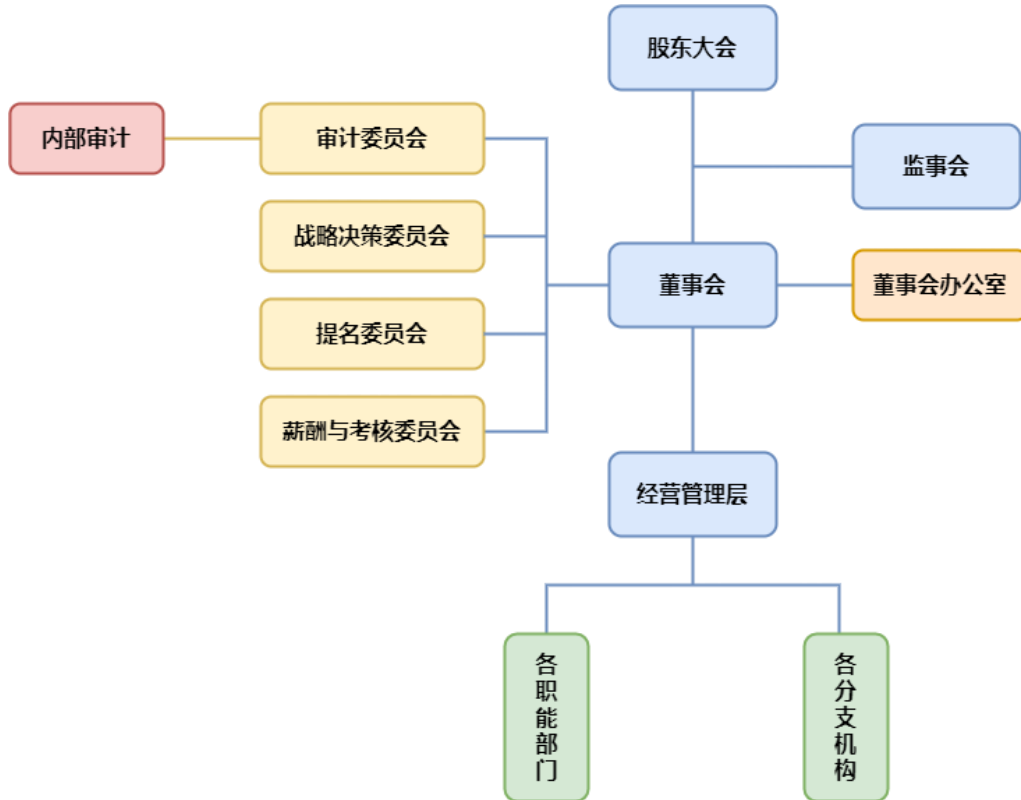 股东大会
内部审计
审计委员会
监事会
战略决策委员会
董事会
董事会办公室
提名委员会
薪酬与考核委员会
经营管理层
各职能部门
各分支机构